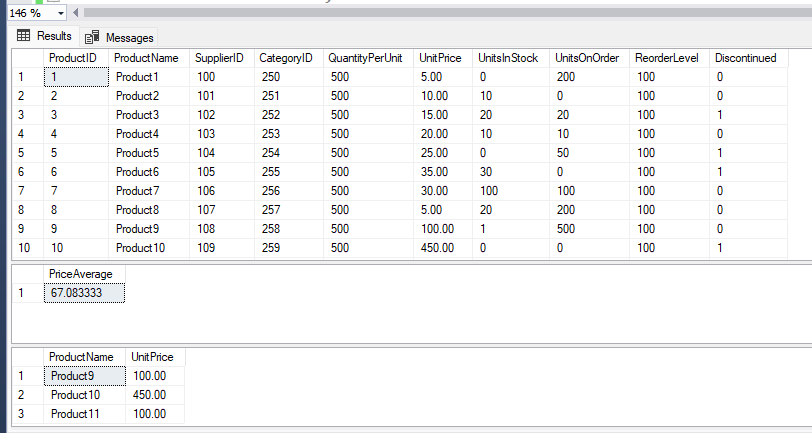 146 %
Results Messages
ProductID ProductName SupplierID CategoryID QuantityPerUnit UnitPrice UnitsInStock UnitsOnOrder ReorderLevel Discontinued
1 1 Product1 100 250 500 5.00 0 200 100 0
2 2 Product2 101 251 500 10.00 10 0 100 0
3 3 Product3 102 252 500 15.00 20 20 100 1
4 4 Product4 103 253 500 20.00 10 10 100 0
5 5 Product5 104 254 500 25.00 0 50 100 1
6 6 Product6 105 255 500 35.00 30 0 100 1
7 7 Product7 106 256 500 30.00 100 100 100 0
8 8 Product8 107 257 500 5.00 20 200 100 0
9 9 Product9 108 258 500 100.00 1 500 100 0
10 10 Product10 109 259 500 450.00 0 0 100 1
PriceAverage
1 67.083333
ProductName UnitPrice
1 Product9 100.00
2 Product10 450.00
3 Product11 100.00